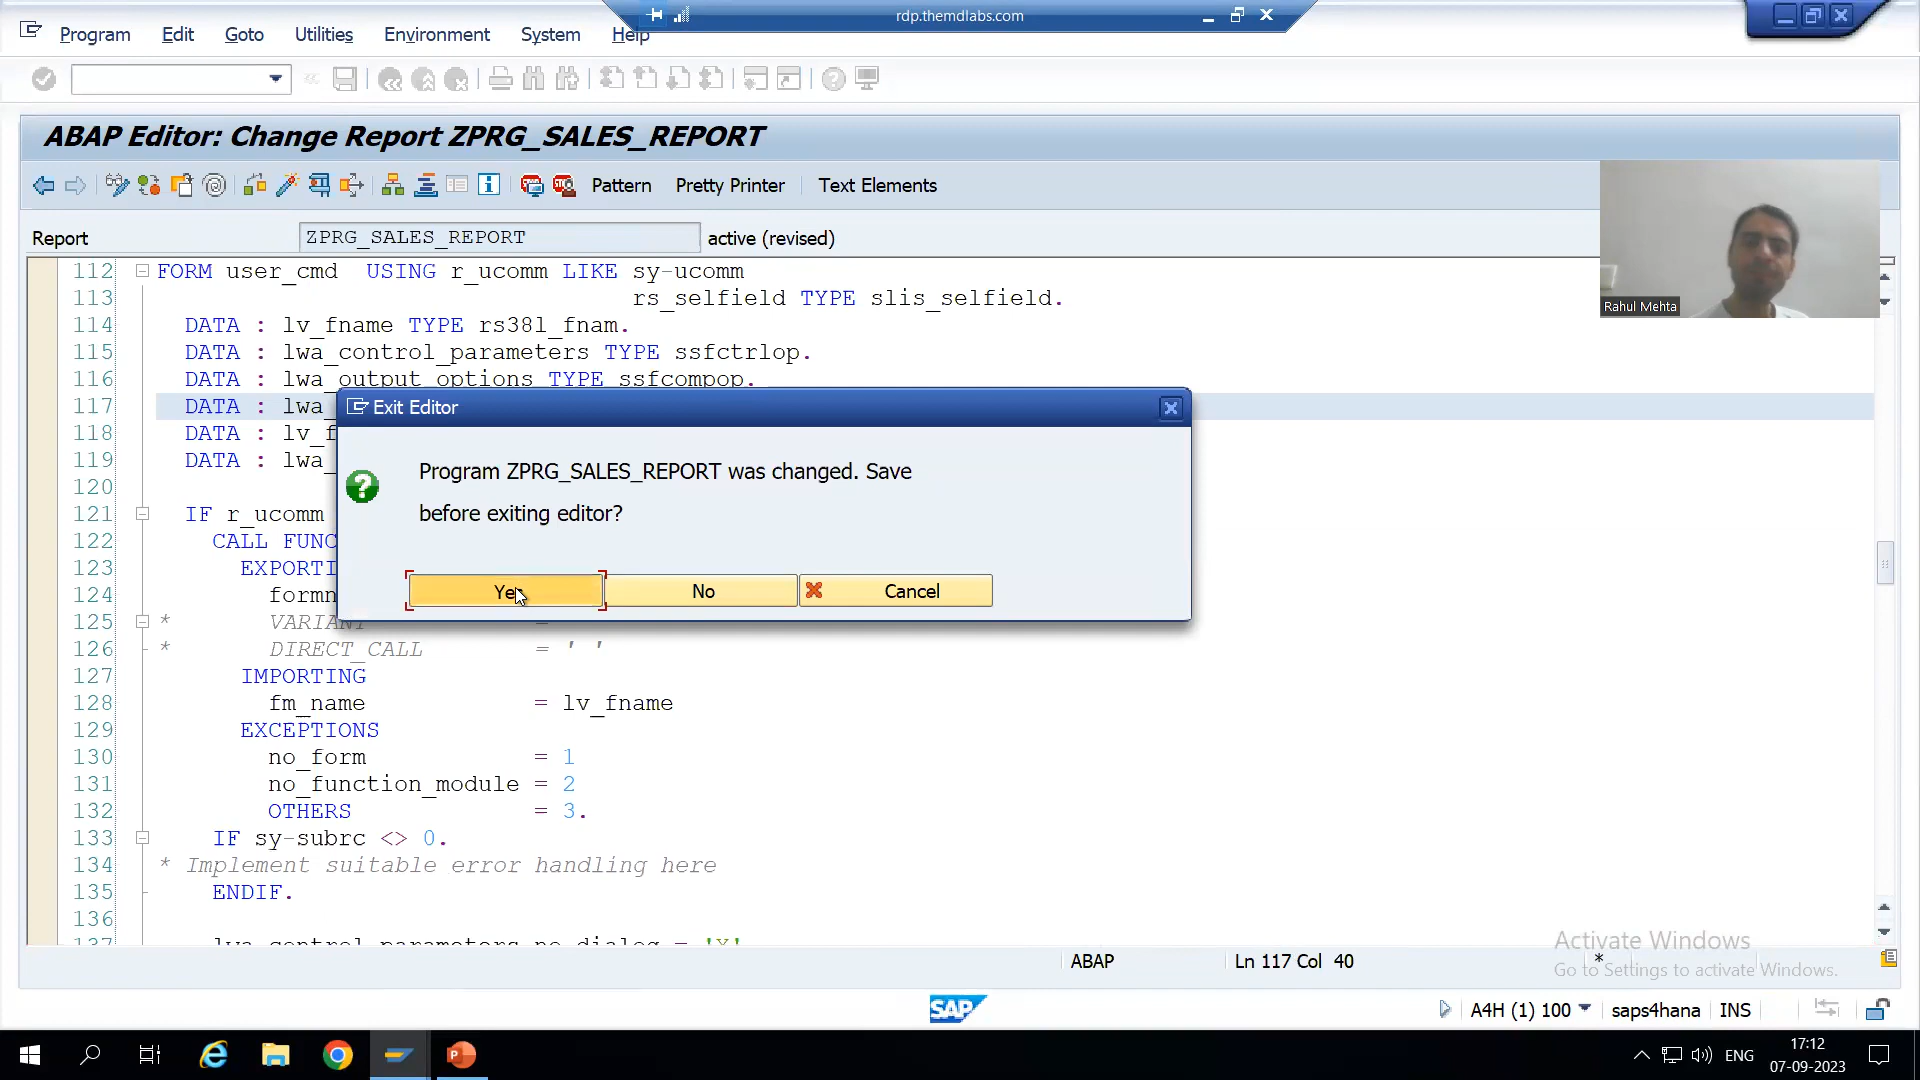 rdp.themdlabs.com
Program Edit Goto Utilities Environment System Help
ABAP Editor: Change Report ZPRG_SALES_REPORT
Pattern Pretty Printer Text Elements
Report ZPRG_SALES_REPORT active (revised)
Rahul Mehta
112 FORM user_cmd USING r_ucomm LIKE sy-ucomm
113 rs_selfield TYPE slis_selfield.
114 DATA : lv_fname TYPE rs38l_fnam.
115 DATA : lwa_control_parameters TYPE ssfctrlop.
116 DATA : lwa_output_options TYPE ssfcompop.
117 DATA : lwa_
118 DATA : lv_f
119 DATA : lwa_
120
121 IF r_ucomm
122 CALL FUNC
123 EXPORTI
124 formn
125 * VARIANT =
126 * DIRECT_CALL = ' '
127 IMPORTING
128 fm_name = lv_fname
129 EXCEPTIONS
130 no_form = 1
131 no_function_module = 2
132 OTHERS = 3.
133 IF sy-subrc <> 0.
134 * Implement suitable error handling here
135 ENDIF.
136
137 lwa_control_parameters-no_dialog = 'X'
Exit Editor
Program ZPRG_SALES_REPORT was changed. Save
before exiting editor?
Yes No Cancel
Activate Windows
Go to Settings to activate Windows.
ABAP Ln 117 Col 40 *
SAP
A4H (1) 100 saps4hana INS
ENG
17:12
07-09-2023